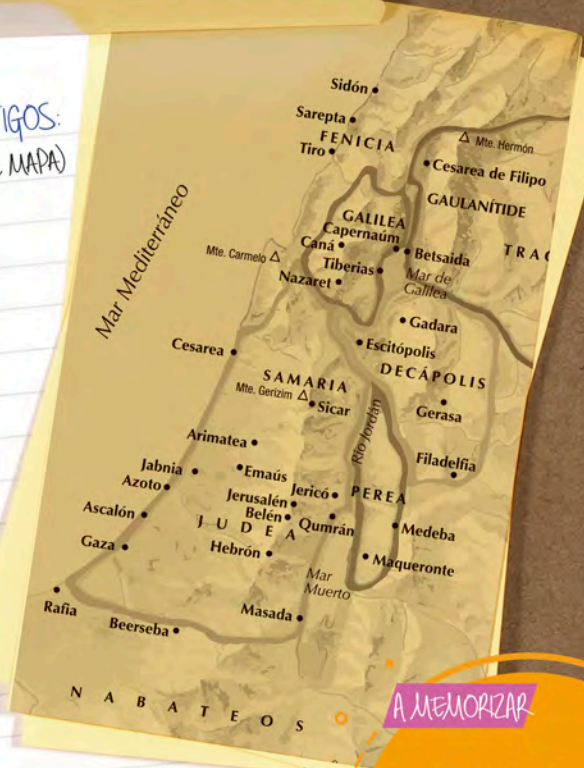 TIGOS:
MAPA)
Sidón
Sarepta
FENICIA
Tiro
Mte. Hermón
Cesarea de Filipo
GAULANÍTIDE
GALILEA
Capernaúm
Caná
Betsaida
TRAC
Mte. Carmelo
Tiberias
Mar de
Galilea
Nazaret
Mar Mediterráneo
Gadara
Cesarea
Escitópolis
DECÁPOLIS
SAMARIA
Mte. Gerizim
Sicar
Gerasa
Río Jordán
Arimatea
Filadelfia
Jabnia
Emaús
Azoto
Jericó
PEREA
Jerusalén
Ascalón
Belén
Qumrán
Medeba
JUDEA
Gaza
Hebrón
Maqueronte
Mar
Muerto
Rafia
Masada
Beerseba
NABATEOS
A MEMORIZAR